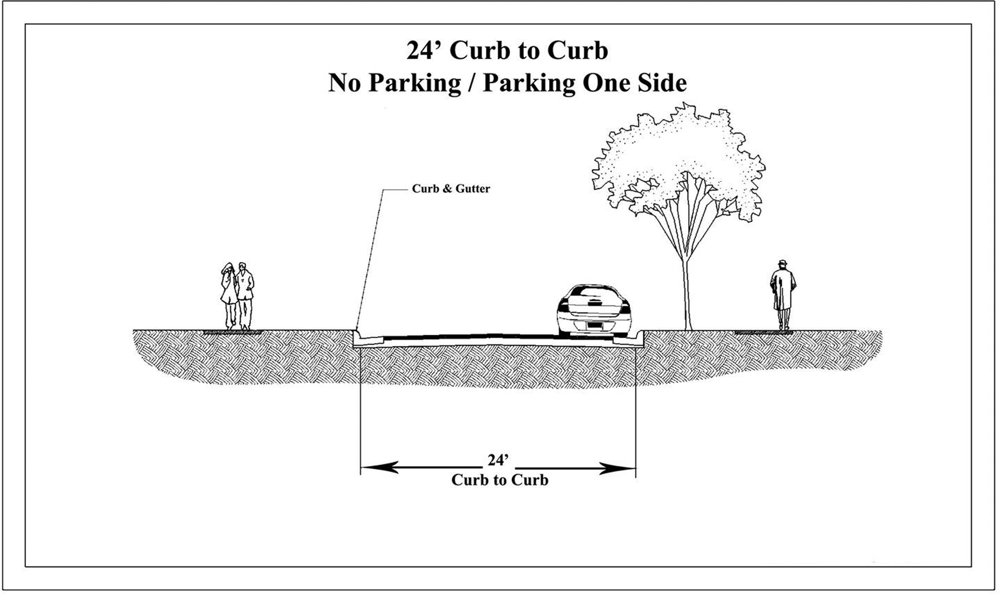 24’ Curb to Curb
No Parking / Parking One Side
Curb & Gutter
24’
Curb to Curb